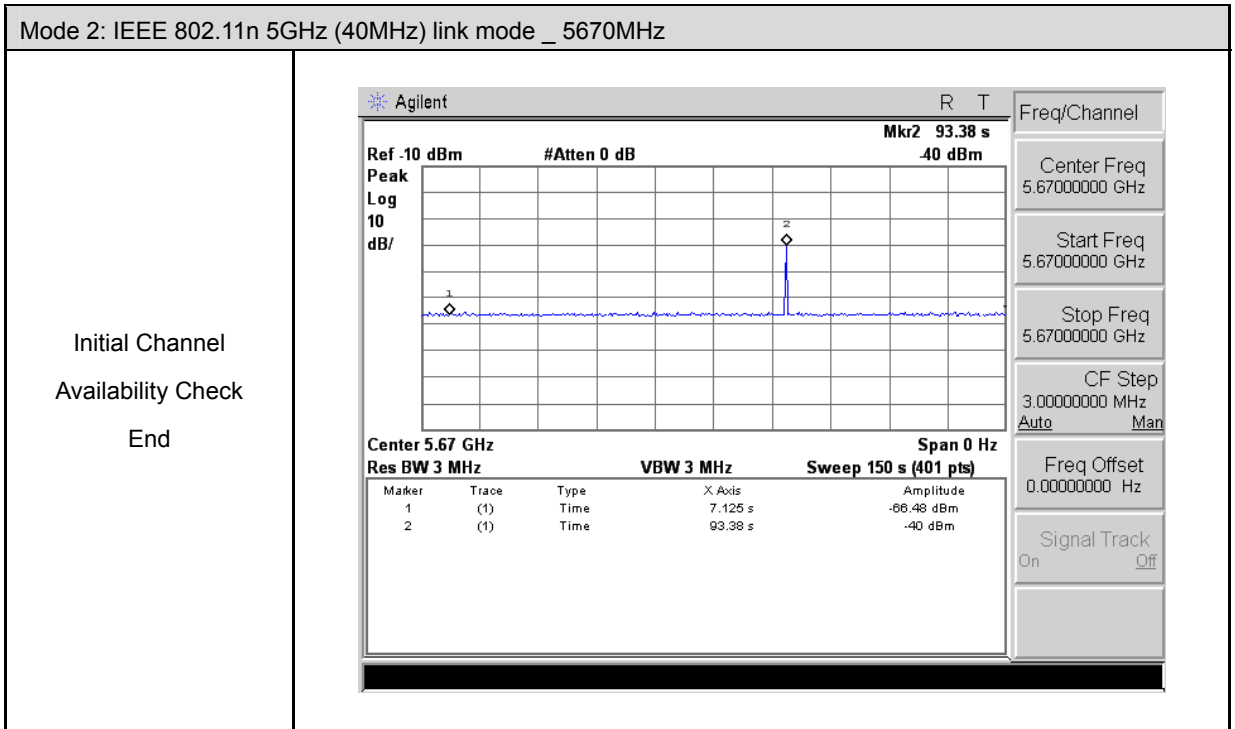 Mode 2: IEEE 802.11n 5GHz (40MHz) link mode _ 5670MHz
Initial Channel
Availability Check
End
Agilent R T
Mkr2 93.38 s
Ref -10 dBm #Atten 0 dB -40 dBm
Peak
Log
10
dB/
1
2
Center 5.67 GHz Span 0 Hz
Res BW 3 MHz VBW 3 MHz Sweep 150 s (401 pts)
Marker Trace Type X Axis Amplitude
1 (1) Time 7.125 s -66.48 dBm
2 (1) Time 93.38 s -40 dBm
Freq/Channel
Center Freq
5.67000000 GHz
Start Freq
5.67000000 GHz
Stop Freq
5.67000000 GHz
CF Step
3.00000000 MHz
Auto Man
Freq Offset
0.00000000 Hz
Signal Track
On Off